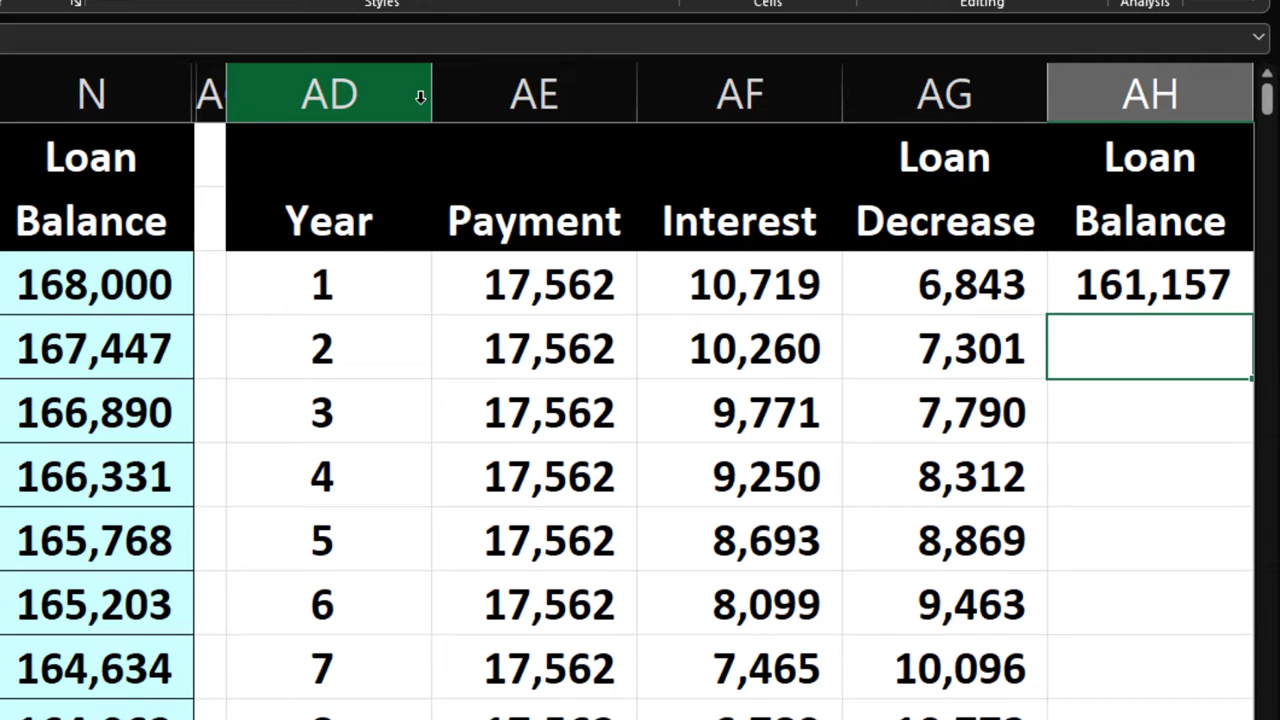 Styles Cells Editing Analysis
N A AD AE AF AG AH
Loan Loan Loan
Balance Year Payment Interest Decrease Balance
168,000 1 17,562 10,719 6,843 161,157
167,447 2 17,562 10,260 7,301
166,890 3 17,562 9,771 7,790
166,331 4 17,562 9,250 8,312
165,768 5 17,562 8,693 8,869
165,203 6 17,562 8,099 9,463
164,634 7 17,562 7,465 10,096